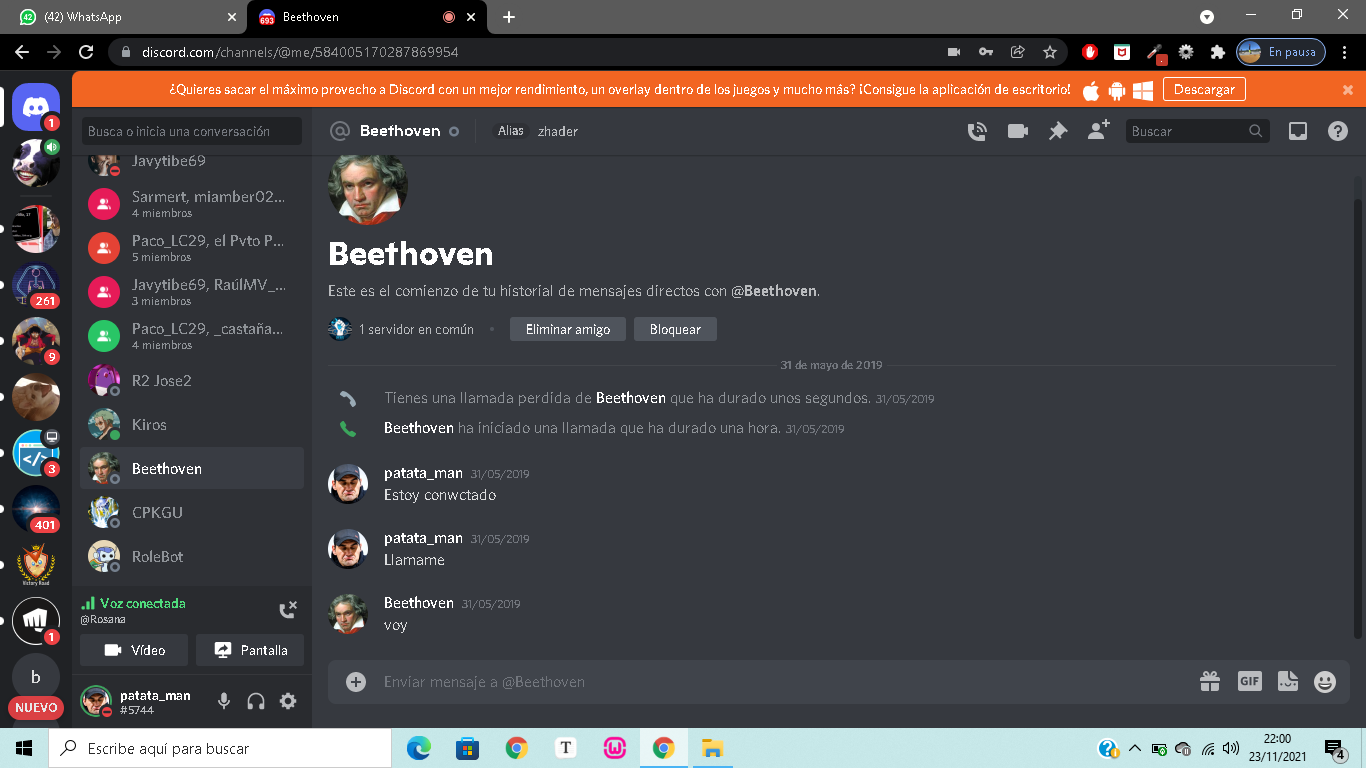 (42) WhatsApp
Beethoven
discord.com/channels/@me/584005170287869954
En pausa
¿Quieres sacar el máximo provecho a Discord con un mejor rendimiento, un overlay dentro de los juegos y mucho más? ¡Consigue la aplicación de escritorio!
Descargar
Busca o inicia una conversación
Beethoven
Alias
zhader
Buscar
1
261
9
3
401
Victory Road
1
b
NUEVO
Javytibe69
Sarmert, miamber02...
4 miembros
Paco_LC29, el Pvto P...
5 miembros
Javytibe69, RaúlMV_...
3 miembros
Paco_LC29, _castaña...
4 miembros
R2 Jose2
Kiros
Beethoven
CPKGU
RoleBot
Voz conectada
@Rosana
Vídeo
Pantalla
patata_man
#5744
Beethoven
Este es el comienzo de tu historial de mensajes directos con @Beethoven.
1 servidor en común
Eliminar amigo
Bloquear
31 de mayo de 2019
Tienes una llamada perdida de Beethoven que ha durado unos segundos. 31/05/2019
Beethoven ha iniciado una llamada que ha durado una hora. 31/05/2019
patata_man 31/05/2019
Estoy conwctado
patata_man 31/05/2019
Llamame
Beethoven 31/05/2019
voy
Enviar mensaje a @Beethoven
GIF
Escribe aquí para buscar
T
22:00
23/11/2021
4